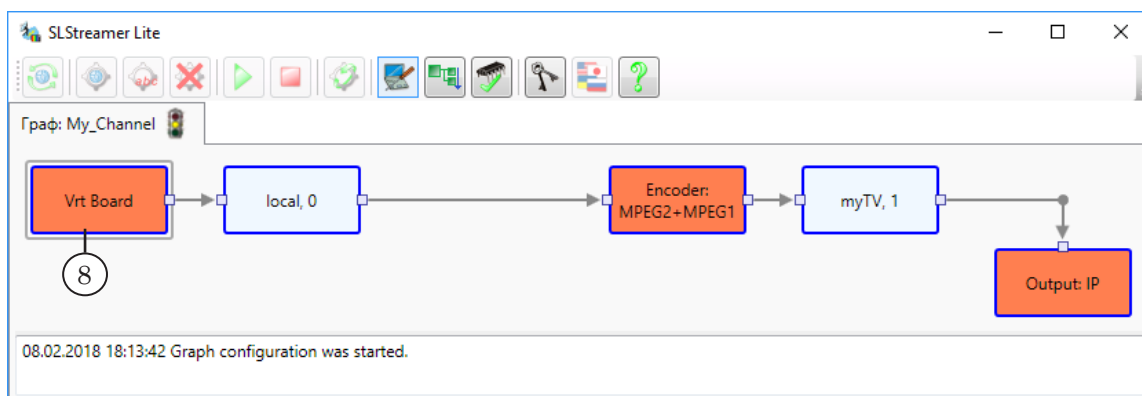 SLStreamer Lite
abc
Граф: My_Channel
Vrt Board
local, 0
Encoder:
MPEG2+MPEG1
myTV, 1
8
Output: IP
08.02.2018 18:13:42 Graph configuration was started.